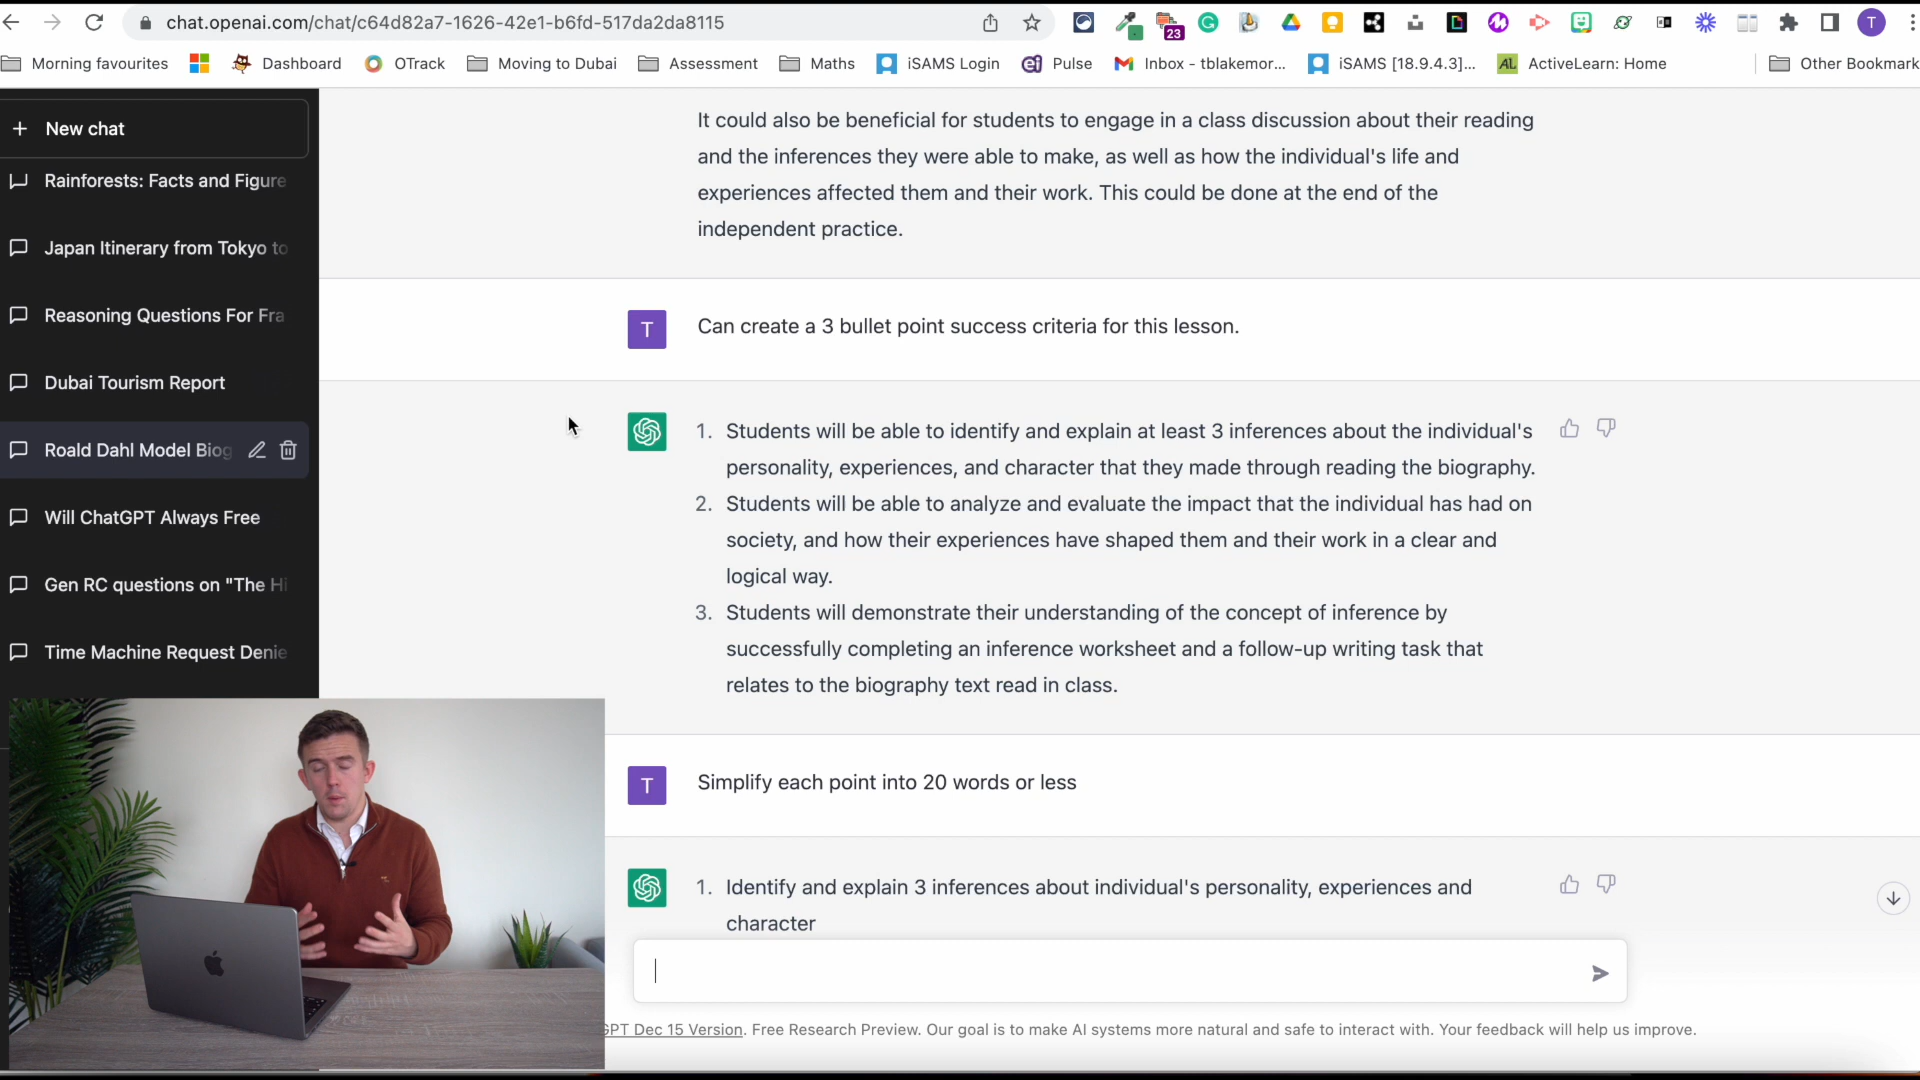 chat.openai.com/chat/c64d82a7-1626-42e1-b6fd-517da2da8115
23
T
Morning favourites
Dashboard
OTrack
Moving to Dubai
Assessment
Maths
iSAMS Login
ei
Pulse
Inbox - tblakemor...
iSAMS [18.9.4.3]...
AL
ActiveLearn: Home
Other Bookmark
New chat
Rainforests: Facts and Figure
Japan Itinerary from Tokyo to
Reasoning Questions For Fra
Dubai Tourism Report
Roald Dahl Model Biog
Will ChatGPT Always Free
Gen RC questions on "The Hi
Time Machine Request Denie
It could also be beneficial for students to engage in a class discussion about their reading
and the inferences they were able to make, as well as how the individual's life and
experiences affected them and their work. This could be done at the end of the
independent practice.
T
Can create a 3 bullet point success criteria for this lesson.
1. Students will be able to identify and explain at least 3 inferences about the individual's
personality, experiences, and character that they made through reading the biography.
2. Students will be able to analyze and evaluate the impact that the individual has had on
society, and how their experiences have shaped them and their work in a clear and
logical way.
3. Students will demonstrate their understanding of the concept of inference by
successfully completing an inference worksheet and a follow-up writing task that
relates to the biography text read in class.
T
Simplify each point into 20 words or less
1. Identify and explain 3 inferences about individual's personality, experiences and
character
GPT Dec 15 Version. Free Research Preview. Our goal is to make AI systems more natural and safe to interact with. Your feedback will help us improve.